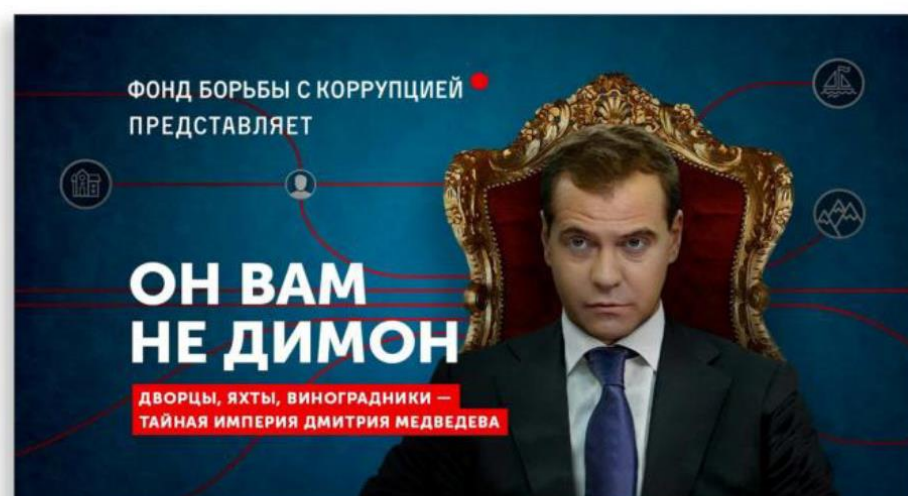 ФОНД БОРЬБЫ С КОРРУПЦИЕЙ
ПРЕДСТАВЛЯЕТ
ОН ВАМ
НЕ ДИМОН
ДВОРЦЫ, ЯХТЫ, ВИНОГРАДНИКИ —
ТАЙНАЯ ИМПЕРИЯ ДМИТРИЯ МЕДВЕДЕВА